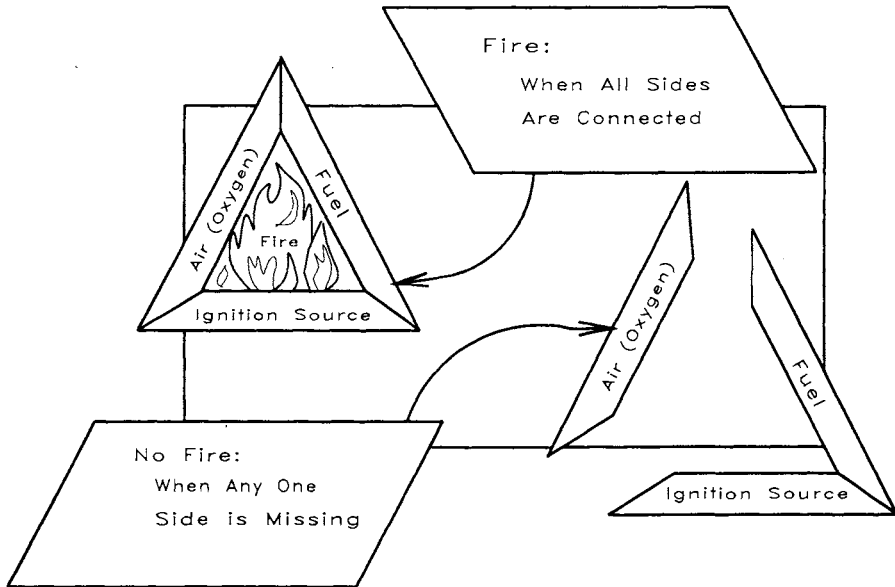 Fire:
When All Sides
Are Connected
Air (Oxygen)
Fuel
Fire
Ignition Source
Air (Oxygen)
Fuel
Ignition Source
No Fire:
When Any One
Side is Missing